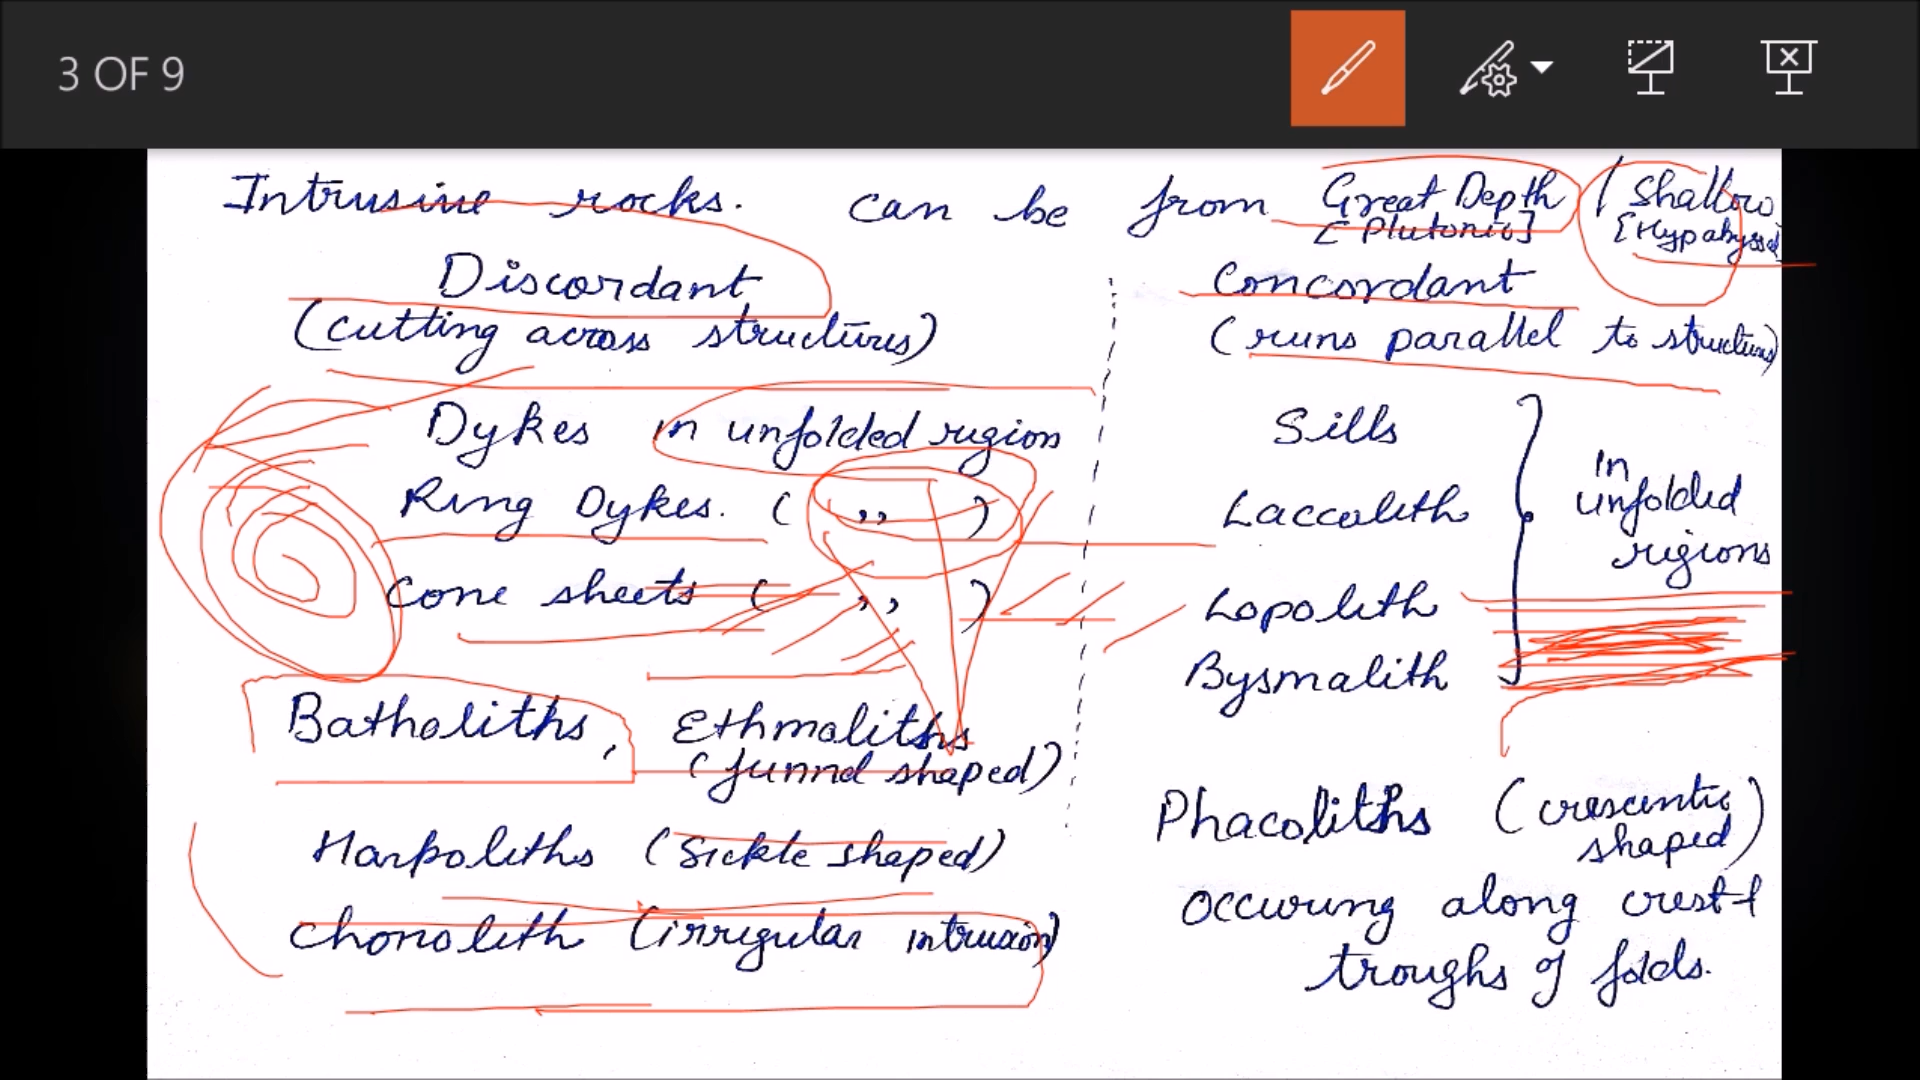 3 OF 9
Intrusive rocks. can be from Great Depth / Shallow
[Plutonic] [Hypabyssal]
Discordant
(cutting across structures)
Dykes in unfolded region
Ring Dykes. ( ,, )
Cone sheets ( ,, )
Batholiths, Ethmoliths
(funnel shaped)
Harpoliths (Sickle shaped)
Chonolith (irregular intrusion)
Concordant
(runs parallel to structures)
Sills
Laccolith
Lopolith
Bysmalith
In
unfolded
regions
Phacoliths (crescentic
shaped)
Occuring along crest +
troughs of folds.